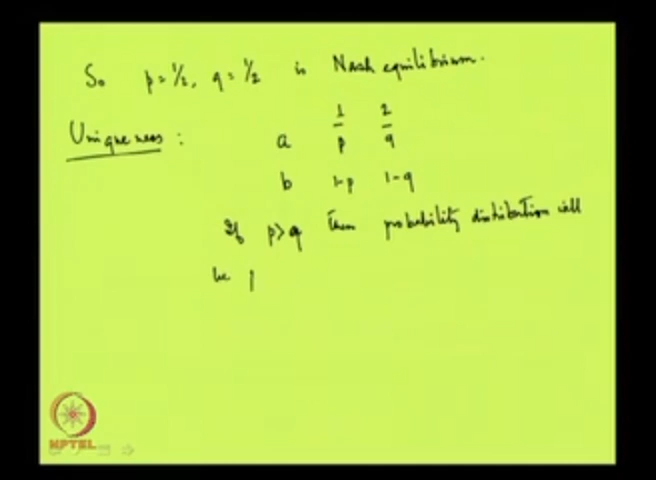 So p = 1/2, q = 1/2 is Nash equilibrium.
Uniqueness :
1 2
a p q
b 1-p 1-q
If p > q Then probability distribution will
be p
NPTEL